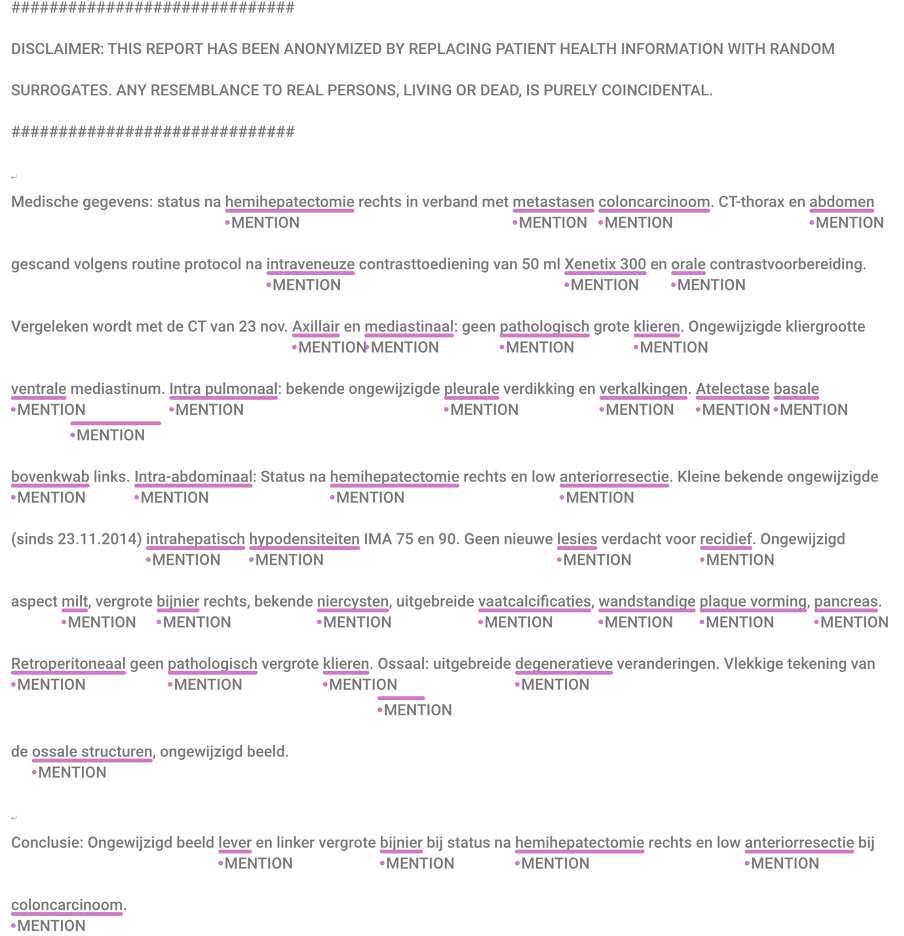 ##############################
DISCLAIMER: THIS REPORT HAS BEEN ANONYMIZED BY REPLACING PATIENT HEALTH INFORMATION WITH RANDOM
SURROGATES. ANY RESEMBLANCE TO REAL PERSONS, LIVING OR DEAD, IS PURELY COINCIDENTAL.
##############################
↵
Medische gegevens: status na hemihepatectomie rechts in verband met metastasen coloncarcinoom. CT-thorax en abdomen
•MENTION •MENTION •MENTION •MENTION
gescand volgens routine protocol na intraveneuze contrasttoediening van 50 ml Xenetix 300 en orale contrastvoorbereiding.
•MENTION •MENTION •MENTION
Vergeleken wordt met de CT van 23 nov. Axillair en mediastinaal: geen pathologisch grote klieren. Ongewijzigde kliergrootte
•MENTION •MENTION •MENTION •MENTION
ventrale mediastinum. Intra pulmonaal: bekende ongewijzigde pleurale verdikking en verkalkingen. Atelectase basale
•MENTION •MENTION •MENTION •MENTION •MENTION •MENTION
•MENTION
bovenkwab links. Intra-abdominaal: Status na hemihepatectomie rechts en low anteriorresectie. Kleine bekende ongewijzigde
•MENTION •MENTION •MENTION •MENTION
(sinds 23.11.2014) intrahepatisch hypodensiteiten IMA 75 en 90. Geen nieuwe lesies verdacht voor recidief. Ongewijzigd
•MENTION •MENTION •MENTION •MENTION
aspect milt, vergrote bijnier rechts, bekende niercysten, uitgebreide vaatcalcificaties, wandstandige plaque vorming, pancreas.
•MENTION •MENTION •MENTION •MENTION •MENTION •MENTION •MENTION
Retroperitoneaal geen pathologisch vergrote klieren. Ossaal: uitgebreide degeneratieve veranderingen. Vlekkige tekening van
•MENTION •MENTION •MENTION •MENTION
•MENTION
de ossale structuren, ongewijzigd beeld.
•MENTION
↵
Conclusie: Ongewijzigd beeld lever en linker vergrote bijnier bij status na hemihepatectomie rechts en low anteriorresectie bij
•MENTION •MENTION •MENTION •MENTION
coloncarcinoom.
•MENTION